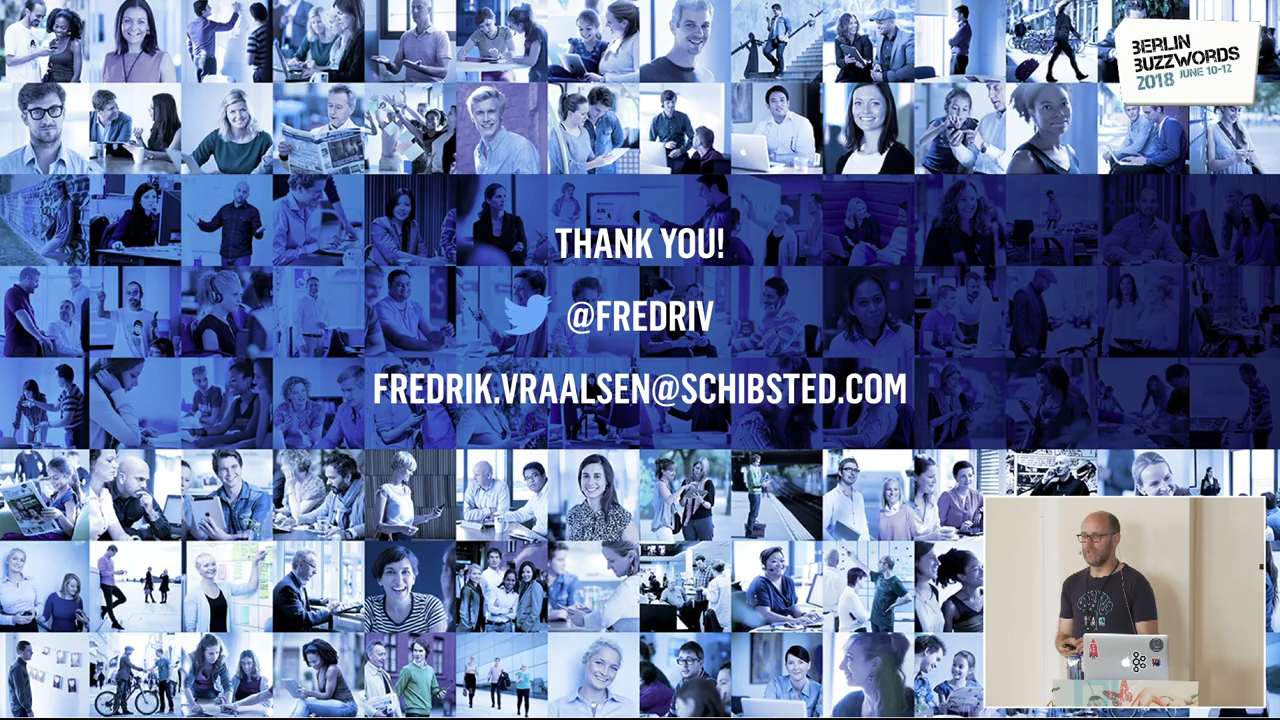 BERLIN
BUZZWORDS
2018 JUNE 10-12
THANK YOU!
@FREDRIV
FREDRIK.VRAALSEN@SCHIBSTED.COM